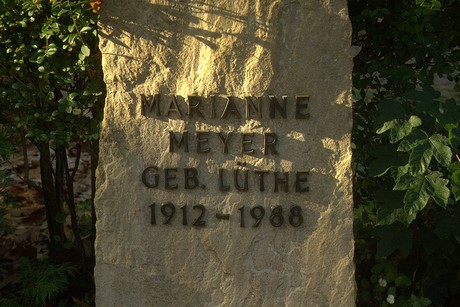 MARIANNE
MEYER
GEB. LÜTHE
1912 – 1988